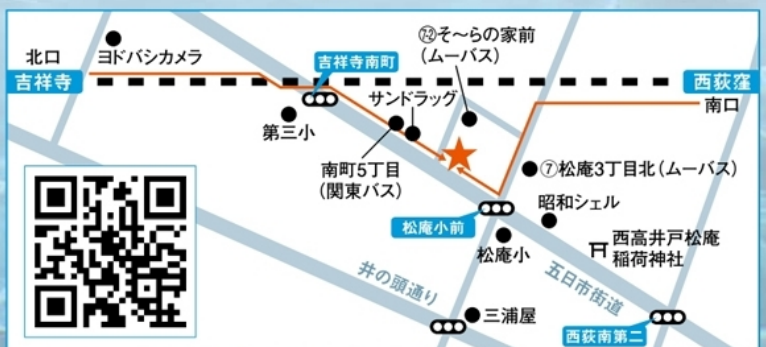 北口
ヨドバシカメラ
吉祥寺
吉祥寺南町
第三小
サンドラッグ
南町5丁目
(関東バス)
7-2そ〜らの家前
(ムーバス)
西荻窪
南口
⑦松庵3丁目北(ムーバス)
昭和シェル
松庵小前
松庵小
西高井戸松庵
稲荷神社
井の頭通り
五日市街道
三浦屋
西荻南第二